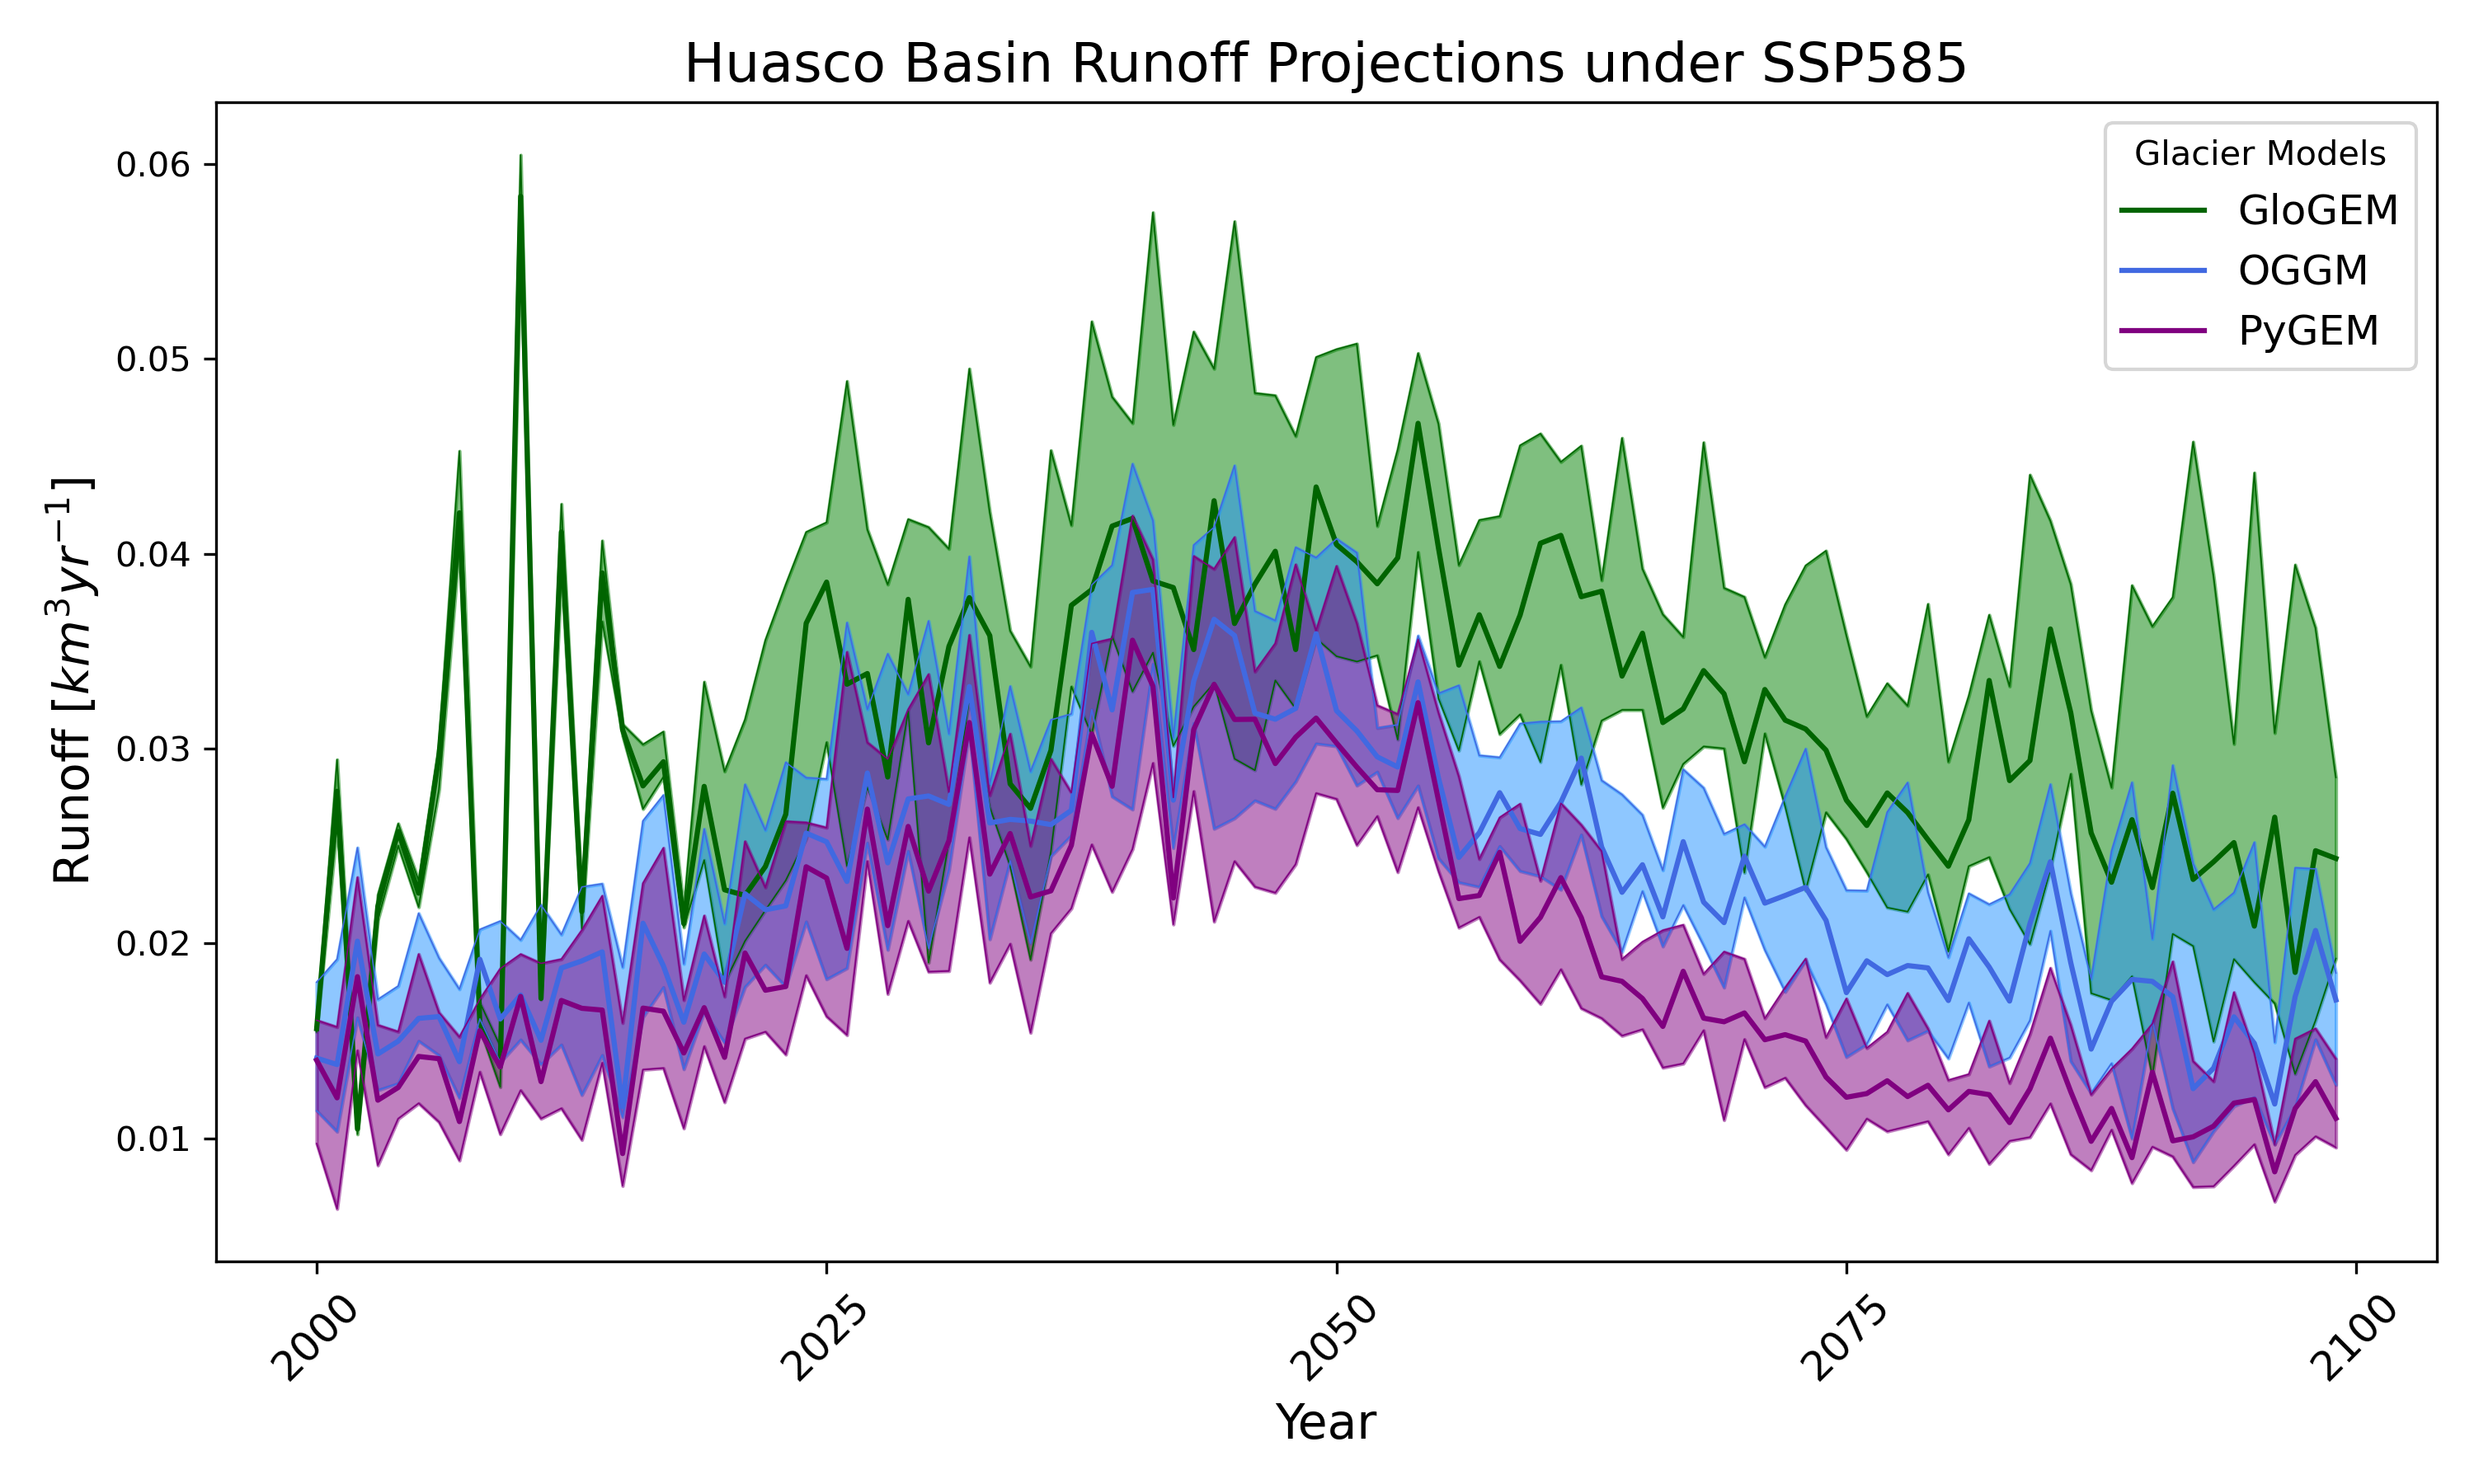 Huasco Basin Runoff Projections under SSP585
Runoff [km³yr⁻¹]
0.06
0.05
0.04
0.03
0.02
0.01
Glacier Models
GloGEM
OGGM
PyGEM
2000
2025
2050
2075
2100
Year